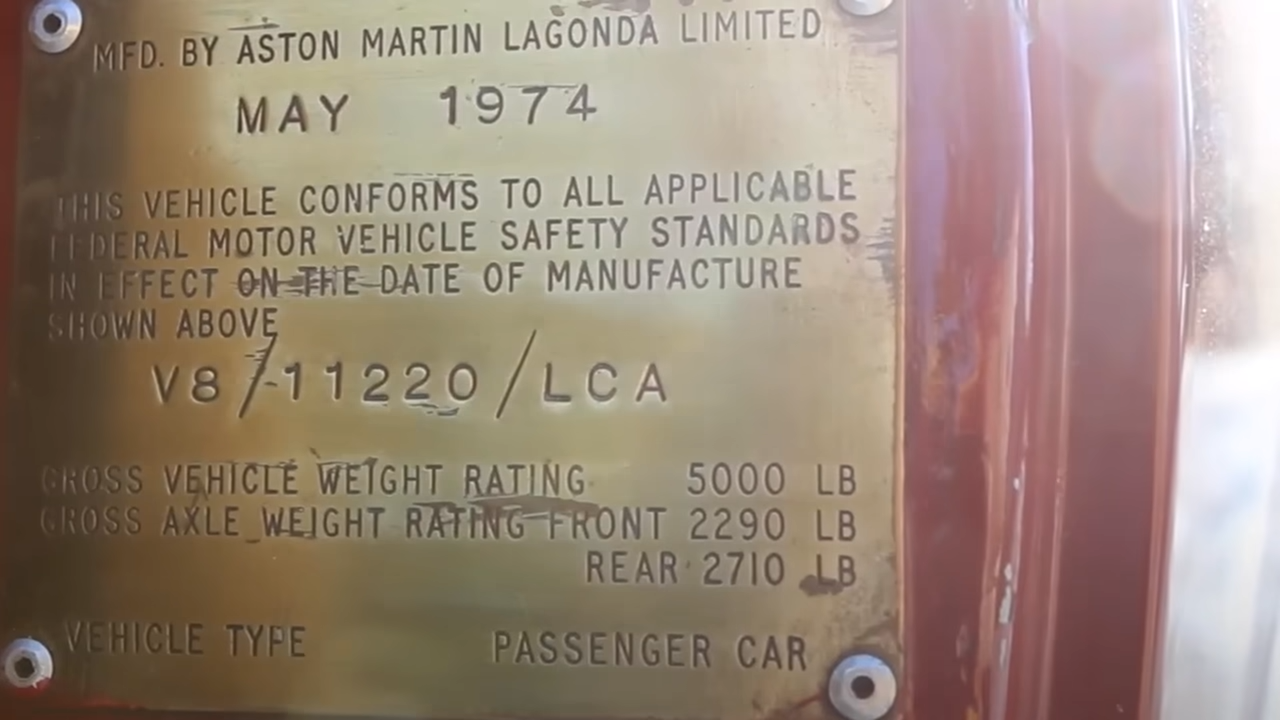 MFD. BY ASTON MARTIN LAGONDA LIMITED
MAY 1974
THIS VEHICLE CONFORMS TO ALL APPLICABLE
FEDERAL MOTOR VEHICLE SAFETY STANDARDS
IN EFFECT ON THE DATE OF MANUFACTURE
SHOWN ABOVE
V8/11220/LCA
GROSS VEHICLE WEIGHT RATING 5000 LB
GROSS AXLE WEIGHT RATING FRONT 2290 LB
REAR 2710 LB
VEHICLE TYPE PASSENGER CAR